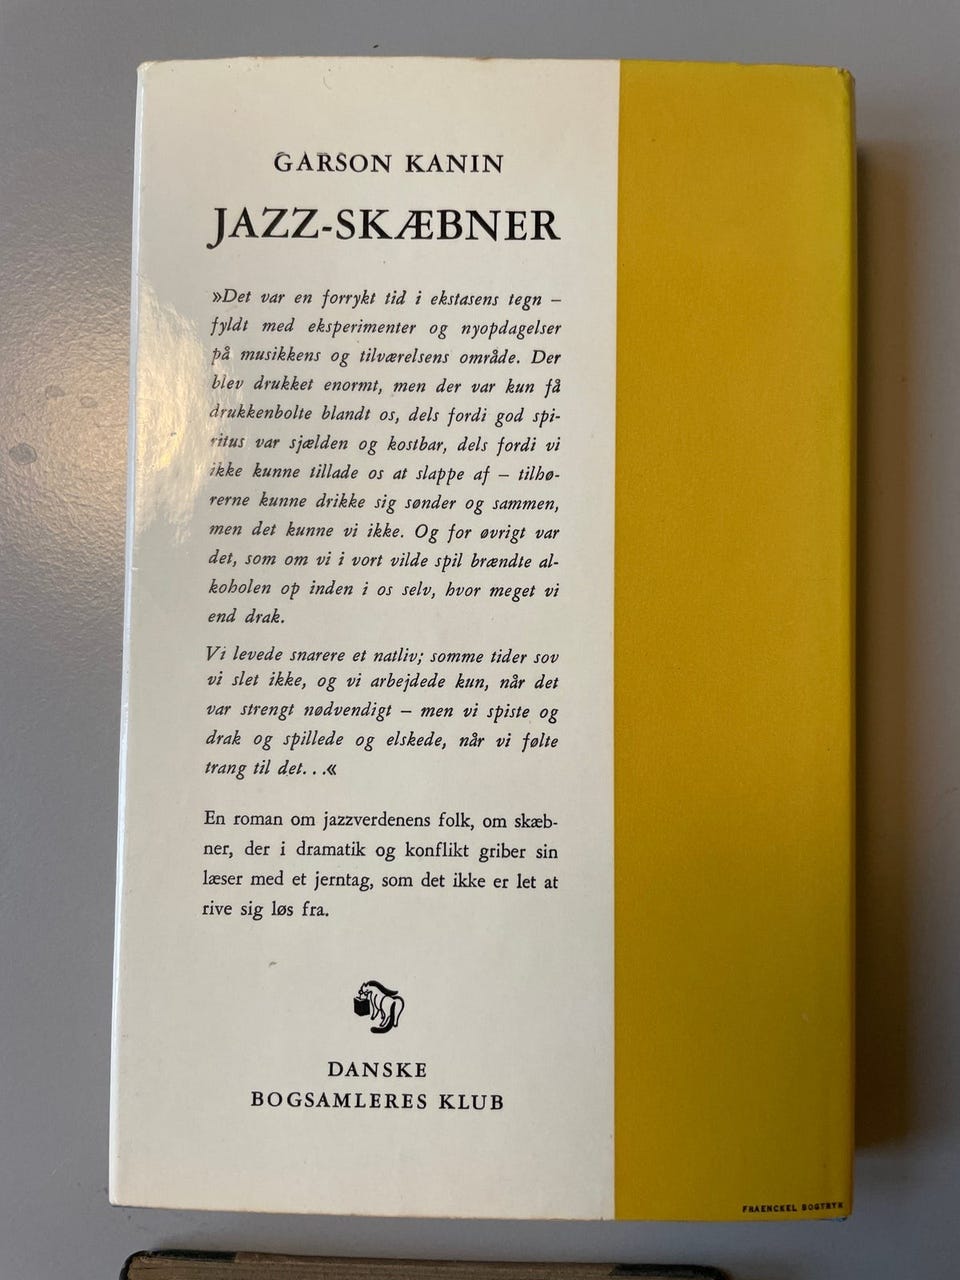 GARSON KANIN
JAZZ-SKÆBNER
»Det var en forrykt tid i ekstasens tegn –
fyldt med eksperimenter og nyopdagelser
på musikkens og tilværelsens område. Der
blev drukket enormt, men der var kun få
drukkenbolte blandt os, dels fordi god spi-
ritus var sjælden og kostbar, dels fordi vi
ikke kunne tillade os at slappe af – tilhø-
rerne kunne drikke sig sønder og sammen,
men det kunne vi ikke. Og for øvrigt var
det, som om vi i vort vilde spil brændte al-
koholen op inden i os selv, hvor meget vi
end drak.
Vi levede snarere et natliv; somme tider sov
vi slet ikke, og vi arbejdede kun, når det
var strengt nødvendigt – men vi spiste og
drak og spillede og elskede, når vi følte
trang til det. . .«
En roman om jazzverdenens folk, om skæb-
ner, der i dramatik og konflikt griber sin
læser med et jerntag, som det ikke er let at
rive sig løs fra.
DANSKE
BOGSAMLERES KLUB
FRAENCKEL BOGTRYK